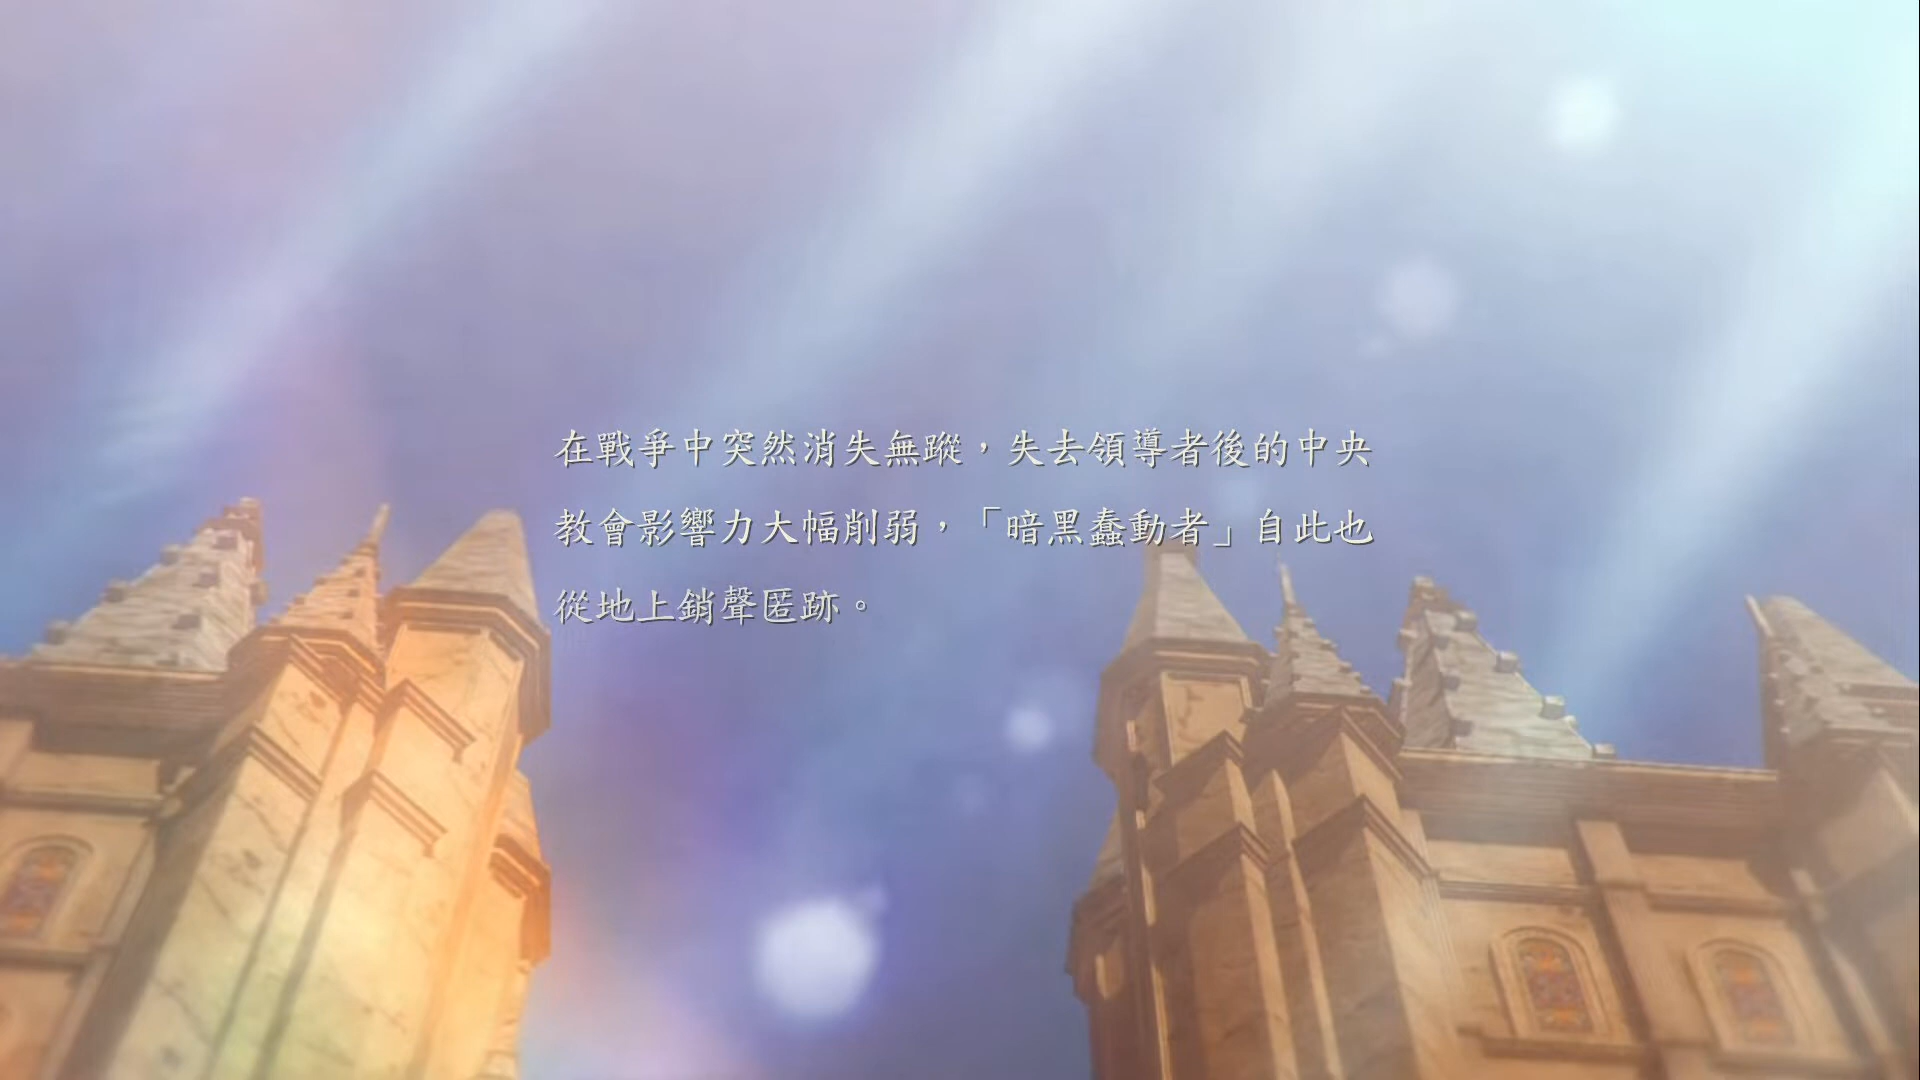 在戰爭中突然消失無蹤，失去領導者後的中央
教會影響力大幅削弱，「暗黑蠢動者」自此也
從地上銷聲匿跡。